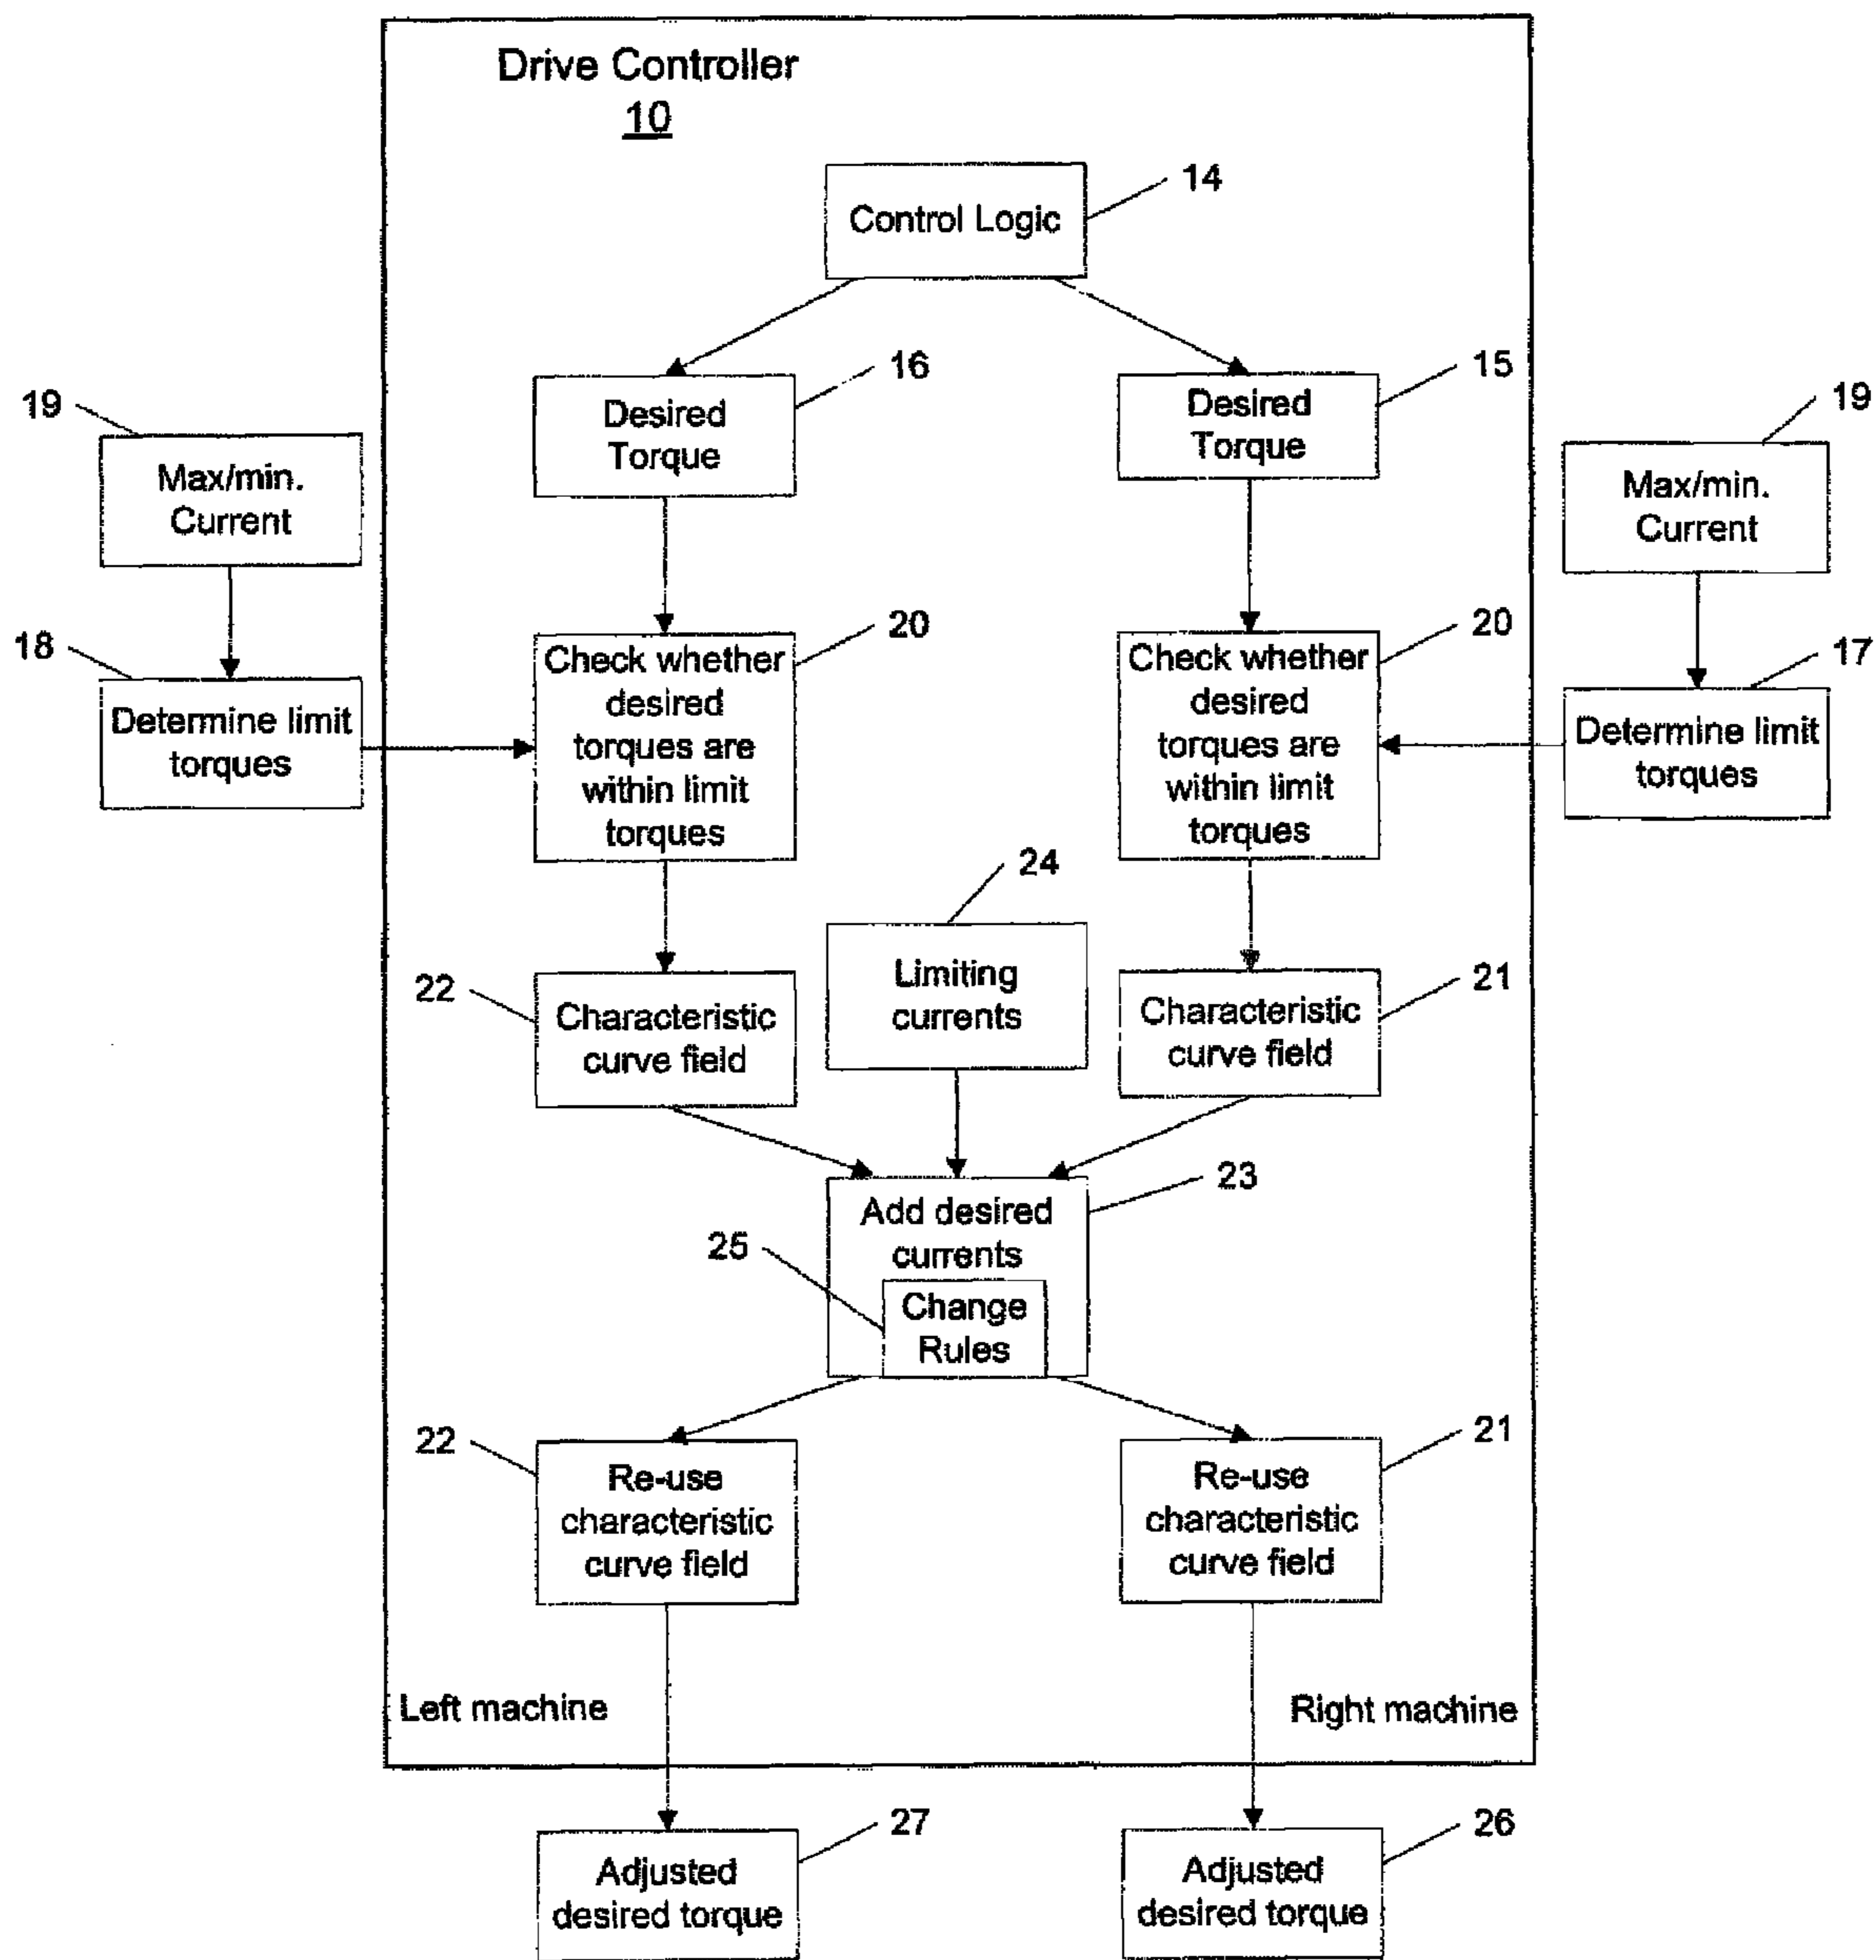 Drive Controller
10
14
Control Logic
16
15
19
19
Desired
Torque
Desired
Torque
Max/min.
Current
Max/min.
Current
18
20
20
17
Check whether
desired
torques are
within limit
torques
Check whether
desired
torques are
within limit
torques
Determine limit
torques
Determine limit
torques
24
22
21
Limiting
currents
Characteristic
curve field
Characteristic
curve field
23
Add desired
currents
25
Change
Rules
22
21
Re-use
characteristic
curve field
Re-use
characteristic
curve field
Left machine
Right machine
27
26
Adjusted
desired torque
Adjusted
desired torque